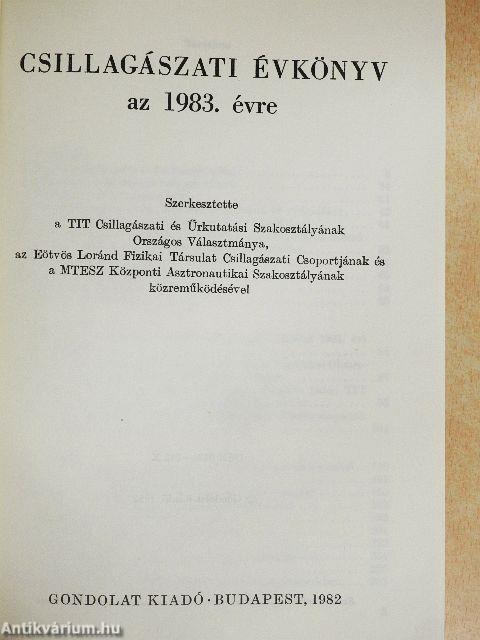 CSILLAGÁSZATI ÉVKÖNYV
az 1983. évre
Szerkesztette
a TIT Csillagászati és Űrkutatási Szakosztályának
Országos Választmánya,
az Eötvös Loránd Fizikai Társulat Csillagászati Csoportjának és
a MTESZ Központi Asztronautikai Szakosztályának
közreműködésével
GONDOLAT KIADÓ · BUDAPEST, 1982
Antikvárium.hu